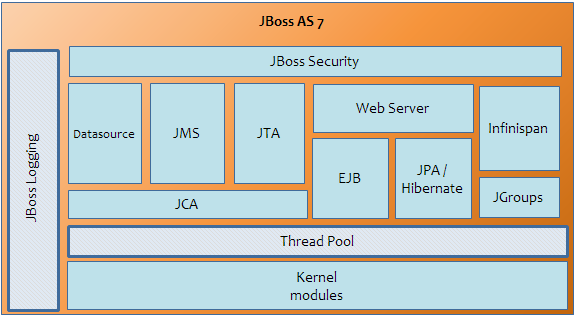 JBoss AS 7
JBoss Security
JBoss Logging
Datasource
JMS
JTA
Web Server
Infinispan
EJB
JPA /
Hibernate
JCA
JGroups
Thread Pool
Kernel
modules